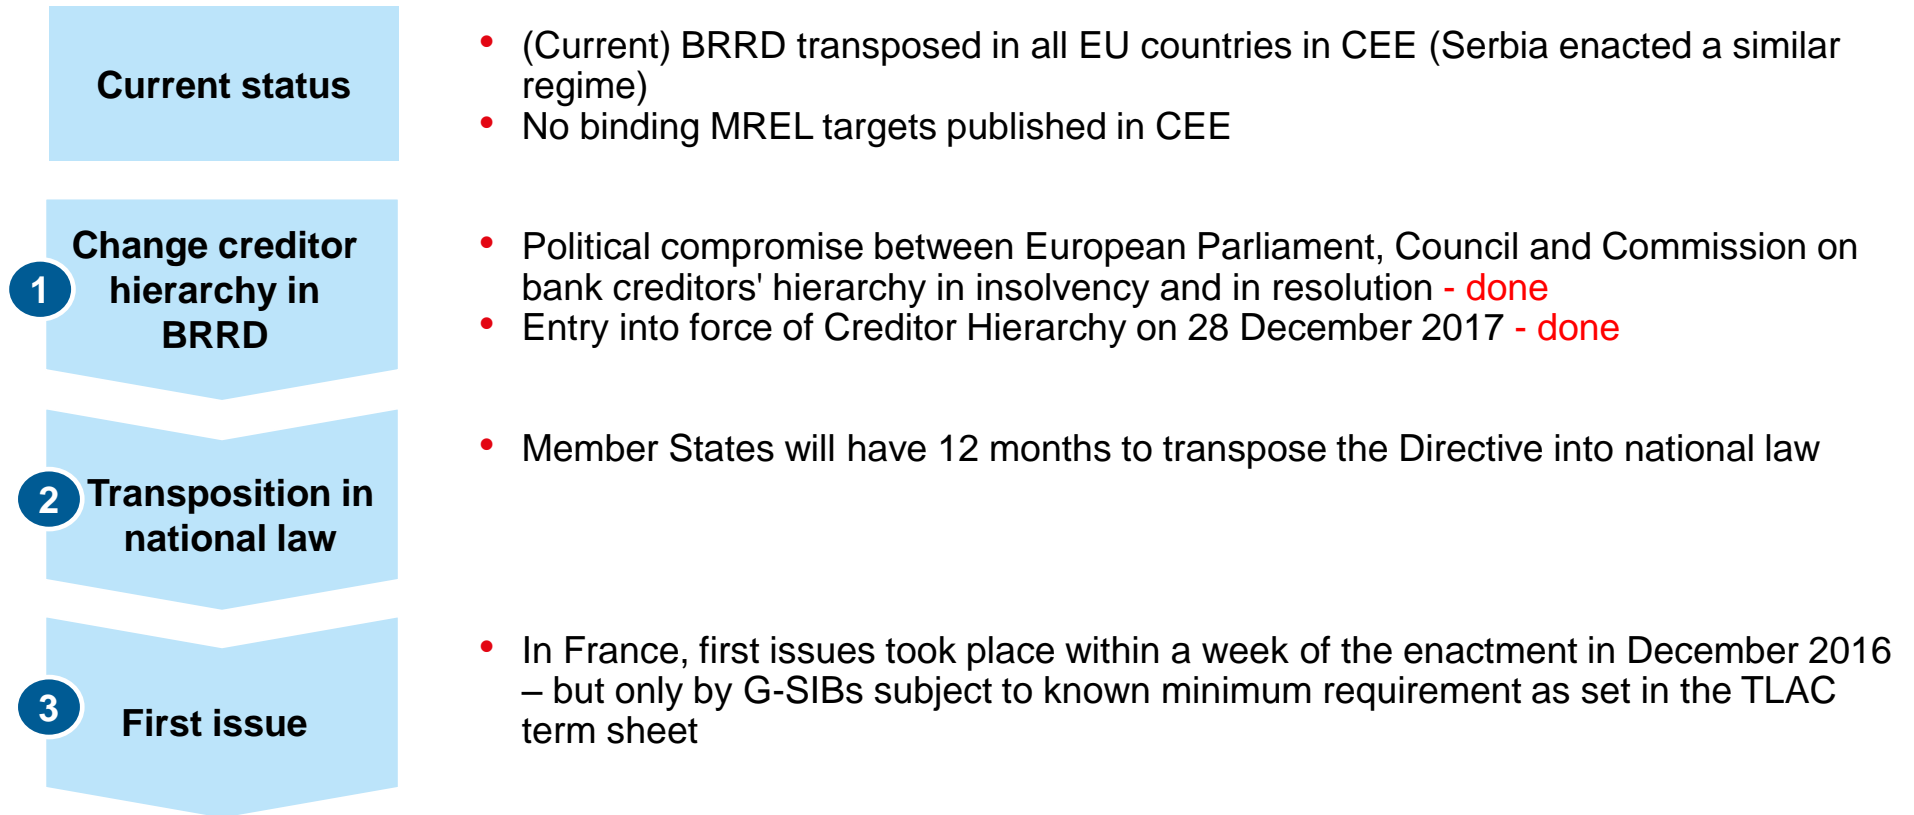 Current status
• (Current) BRRD transposed in all EU countries in CEE (Serbia enacted a similar
regime)
• No binding MREL targets published in CEE
1
Change creditor
hierarchy in
BRRD
• Political compromise between European Parliament, Council and Commission on
bank creditors' hierarchy in insolvency and in resolution - done
• Entry into force of Creditor Hierarchy on 28 December 2017 - done
2
Transposition in
national law
• Member States will have 12 months to transpose the Directive into national law
3
First issue
• In France, first issues took place within a week of the enactment in December 2016
– but only by G-SIBs subject to known minimum requirement as set in the TLAC
term sheet